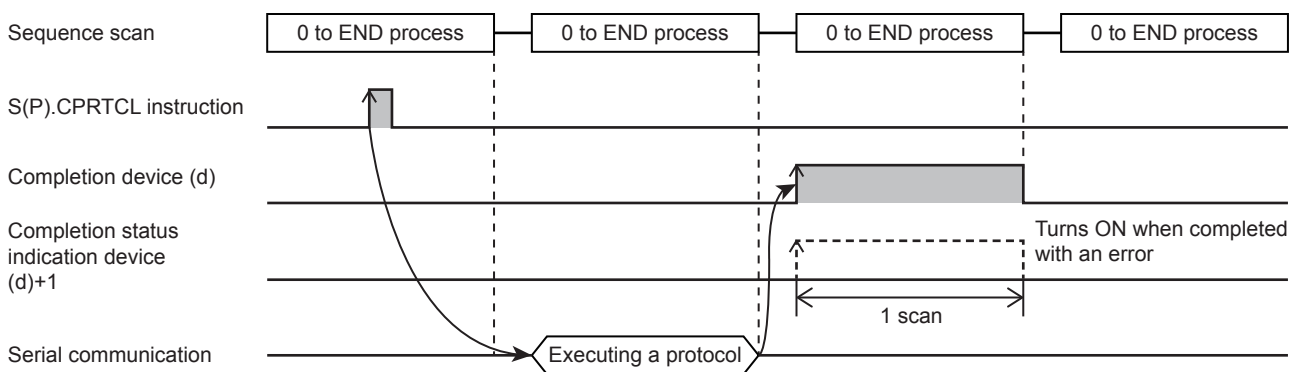 Sequence scan
0 to END process
0 to END process
0 to END process
0 to END process
S(P).CPRTCL instruction
Completion device (d)
Completion status
indication device
(d)+1
Turns ON when completed
with an error
1 scan
Serial communication
Executing a protocol